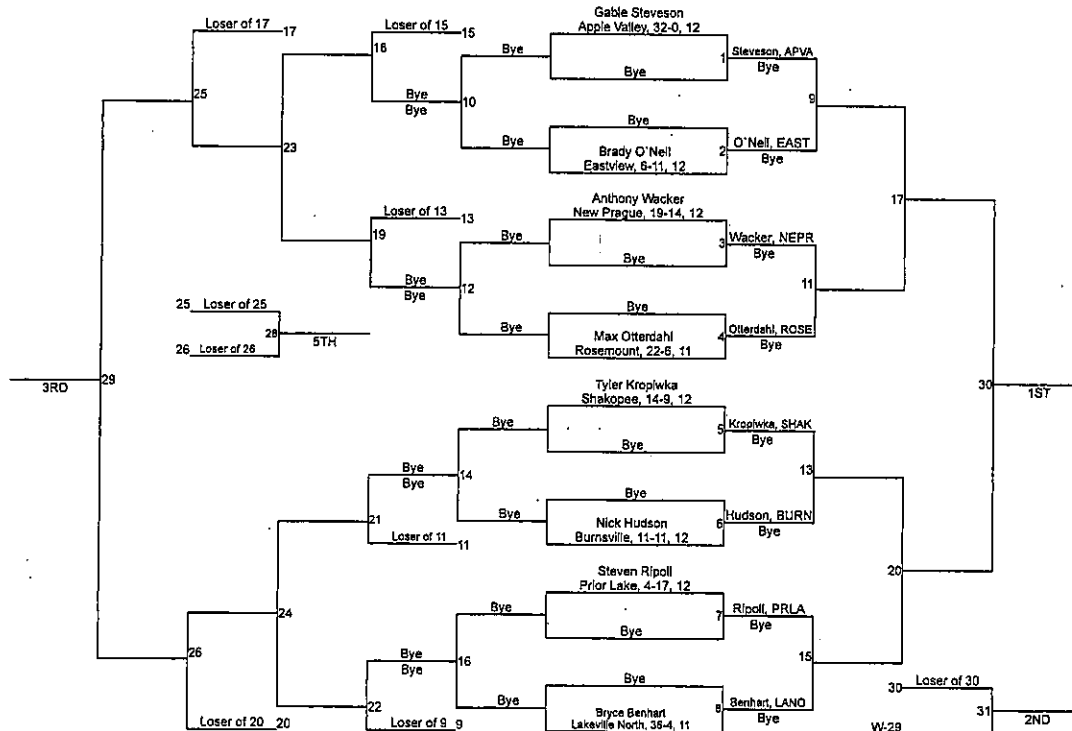 Gable Steveson
Apple Valley, 32-0, 12
Loser of 17 17
Loser of 15 15
16
Bye
1 Steveson, APVA
Bye
Bye
25
Bye
Bye
10
9
Bye
Bye
Brady O'Neil
Eastview, 6-11, 12
2 O'Neil, EAST
Bye
23
Anthony Wacker
New Prague, 19-14, 12
17
Loser of 13 13
19
Bye
3 Wacker, NEPR
Bye
Bye
Bye
Bye
12
11
25 Loser of 25
28
5TH
26 Loser of 26
Bye
Max Otterdahl
Rosemount, 22-6, 11
4 Otterdahl, ROSE
Bye
3RD
29
30
1ST
Tyler Kropiwka
Shakopee, 14-9, 12
Bye
5 Kropiwka, SHAK
Bye
Bye
Bye
Bye
14
13
Bye
Bye
21
Nick Hudson
Burnsville, 11-11, 12
6 Hudson, BURN
Bye
Loser of 11
11
Steven Ripoll
Prior Lake, 4-17, 12
20
24
Bye
7 Ripoll, PRLA
Bye
Bye
26
Bye
Bye
16
15
Bye
Bye
22
Bryce Benhart
Lakeville North, 36-4, 11
8 Benhart, LANO
Bye
30 Loser of 30
31
2ND
Loser of 20 20
Loser of 9 9
W-29